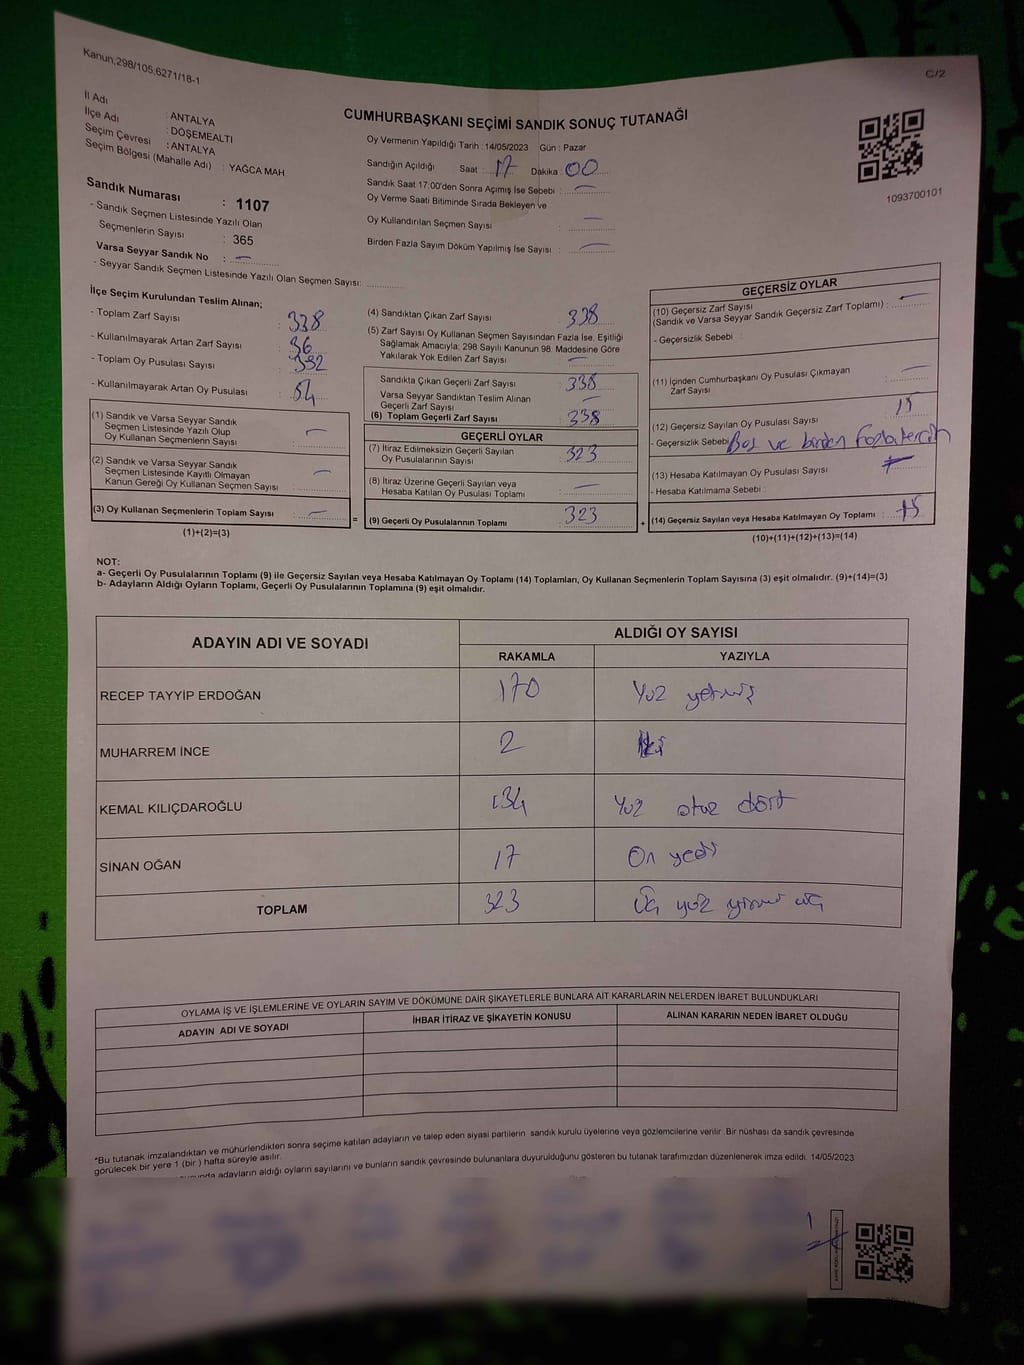 Kanun;298/105;6271/18-1
C/2
CUMHURBAŞKANI SEÇİMİ SANDIK SONUÇ TUTANAĞI
İl Adı : ANTALYA
İlçe Adı : DÖŞEMEALTI
Seçim Çevresi : ANTALYA
Seçim Bölgesi (Mahalle Adı) : YAĞCA MAH
Sandık Numarası : 1107
- Sandık Seçmen Listesinde Yazılı Olan
Seçmenlerin Sayısı : 365
Varsa Seyyar Sandık No : —
- Seyyar Sandık Seçmen Listesinde Yazılı Olan Seçmen Sayısı:
Oy Vermenin Yapıldığı Tarih : 14/05/2023 Gün : Pazar
Sandığın Açıldığı Saat : 17 Dakika : 00
Sandık Saat 17:00'den Sonra Açımış İse Sebebi : —
Oy Verme Saati Bitiminde Sırada Bekleyen ve
Oy Kullandırılan Seçmen Sayısı : —
Birden Fazla Sayım Döküm Yapılmış İse Sayısı : —
1093700101
İlçe Seçim Kurulundan Teslim Alınan;
- Toplam Zarf Sayısı : 338
- Kullanılmayarak Artan Zarf Sayısı : 36
- Toplam Oy Pusulası Sayısı :
- Kullanılmayarak Artan Oy Pusulası : 54
(1) Sandık ve Varsa Seyyar Sandık
Seçmen Listesinde Yazılı Olup
Oy Kullanan Seçmenlerin Sayısı : —
(2) Sandık ve Varsa Seyyar Sandık
Seçmen Listesinde Kayıtlı Olmayan
Kanun Gereği Oy Kullanan Seçmen Sayısı : —
(3) Oy Kullanan Seçmenlerin Toplam Sayısı : —
(1)+(2)=(3)
(4) Sandıktan Çıkan Zarf Sayısı : 338
(5) Zarf Sayısı Oy Kullanan Seçmen Sayısından Fazla İse, Eşitliği
Sağlamak Amacıyla; 298 Sayılı Kanunun 98. Maddesine Göre
Yakılarak Yok Edilen Zarf Sayısı : —
Sandıkta Çıkan Geçerli Zarf Sayısı : 338
Varsa Seyyar Sandıktan Teslim Alınan
Geçerli Zarf Sayısı : —
(6) Toplam Geçerli Zarf Sayısı : 338
GEÇERLİ OYLAR
(7) İtiraz Edilmeksizin Geçerli Sayılan
Oy Pusulalarının Sayısı : 323
(8) İtiraz Üzerine Geçerli Sayılan veya
Hesaba Katılan Oy Pusulası Toplamı : —
= (9) Geçerli Oy Pusulalarının Toplamı : 323
GEÇERSİZ OYLAR
(10) Geçersiz Zarf Sayısı
(Sandık ve Varsa Seyyar Sandık Geçersiz Zarf Toplamı) : —
- Geçersizlik Sebebi :
(11) İçinden Cumhurbaşkanı Oy Pusulası Çıkmayan
Zarf Sayısı : —
(12) Geçersiz Sayılan Oy Pusulası Sayısı : 15
- Geçersizlik Sebebi Boş ve birden fazla tercih
(13) Hesaba Katılmayan Oy Pusulası Sayısı
- Hesaba Katılmama Sebebi :
+ (14) Geçersiz Sayılan veya Hesaba Katılmayan Oy Toplamı : 15
(10)+(11)+(12)+(13)=(14)
NOT:
a- Geçerli Oy Pusulalarının Toplamı (9) ile Geçersiz Sayılan veya Hesaba Katılmayan Oy Toplamı (14) Toplamları, Oy Kullanan Seçmenlerin Toplam Sayısına (3) eşit olmalıdır. (9)+(14)=(3)
b- Adayların Aldığı Oyların Toplamı, Geçerli Oy Pusulalarının Toplamına (9) eşit olmalıdır.
ADAYIN ADI VE SOYADI ALDIĞI OY SAYISI
RAKAMLA YAZIYLA
RECEP TAYYİP ERDOĞAN 170 Yüz yetmiş
MUHARREM İNCE 2 İki
KEMAL KILIÇDAROĞLU 134 Yüz otuz dört
SİNAN OĞAN 17 On yedi
TOPLAM 323 Üç yüz yirmi üç
OYLAMA İŞ VE İŞLEMLERİNE VE OYLARIN SAYIM VE DÖKÜMÜNE DAİR ŞİKAYETLERLE BUNLARA AİT KARARLARIN NELERDEN İBARET BULUNDUKLARI
ADAYIN ADI VE SOYADI İHBAR İTİRAZ VE ŞİKAYETİN KONUSU ALINAN KARARIN NEDEN İBARET OLDUĞU
*Bu tutanak imzalandıktan ve mühürlendikten sonra seçime katılan adayların ve talep eden siyasi partilerin sandık kurulu üyelerine veya gözlemcilerine verilir. Bir nüshası da sandık çevresinde
görülecek bir yere 1 (bir) hafta süreyle asılır.
adayların aldığı oyların sayılarını ve bunların sandık çevresinde bulunanlara duyurulduğunu gösteren bu tutanak tarafımızdan düzenlenerek imza edildi. 14/05/2023